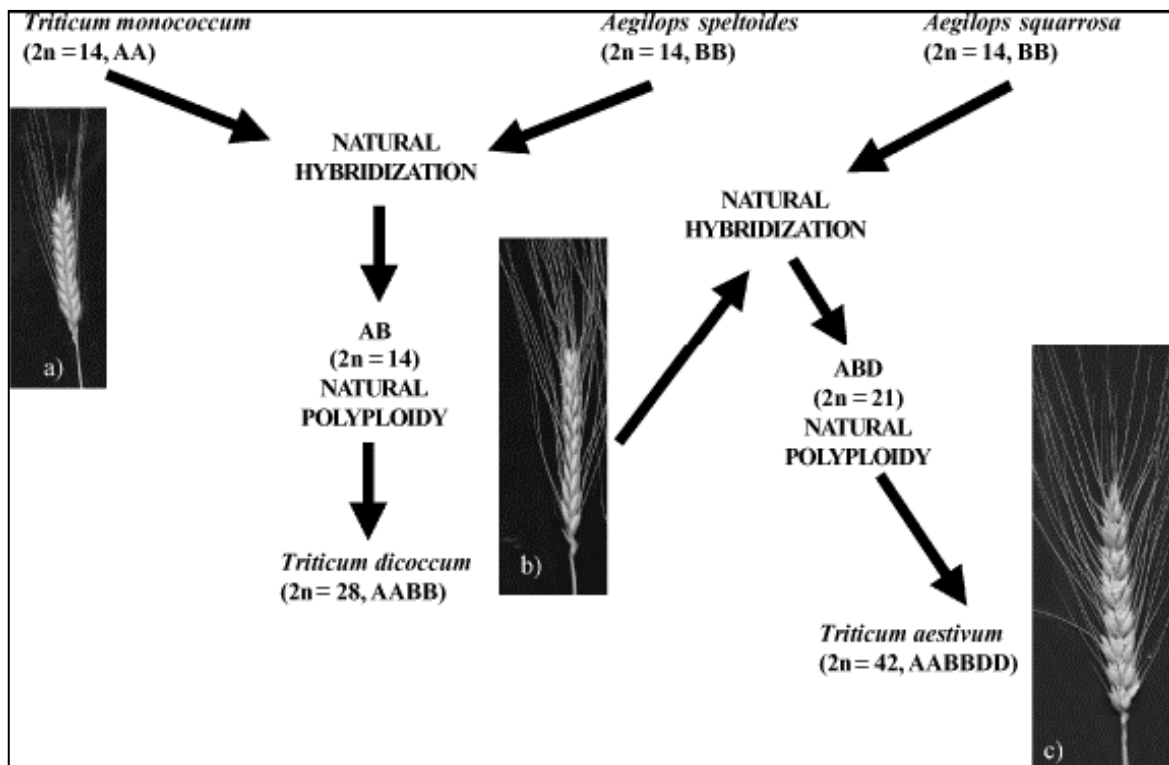 Triticum monococcum
(2n = 14, AA)
Aegilops speltoides
(2n = 14, BB)
Aegilops squarrosa
(2n = 14, BB)
NATURAL
HYBRIDIZATION
NATURAL
HYBRIDIZATION
a)
AB
(2n = 14)
NATURAL
POLYPLOIDY
ABD
(2n = 21)
NATURAL
POLYPLOIDY
Triticum dicoccum
(2n = 28, AABB)
b)
Triticum aestivum
(2n = 42, AABBDD)
c)